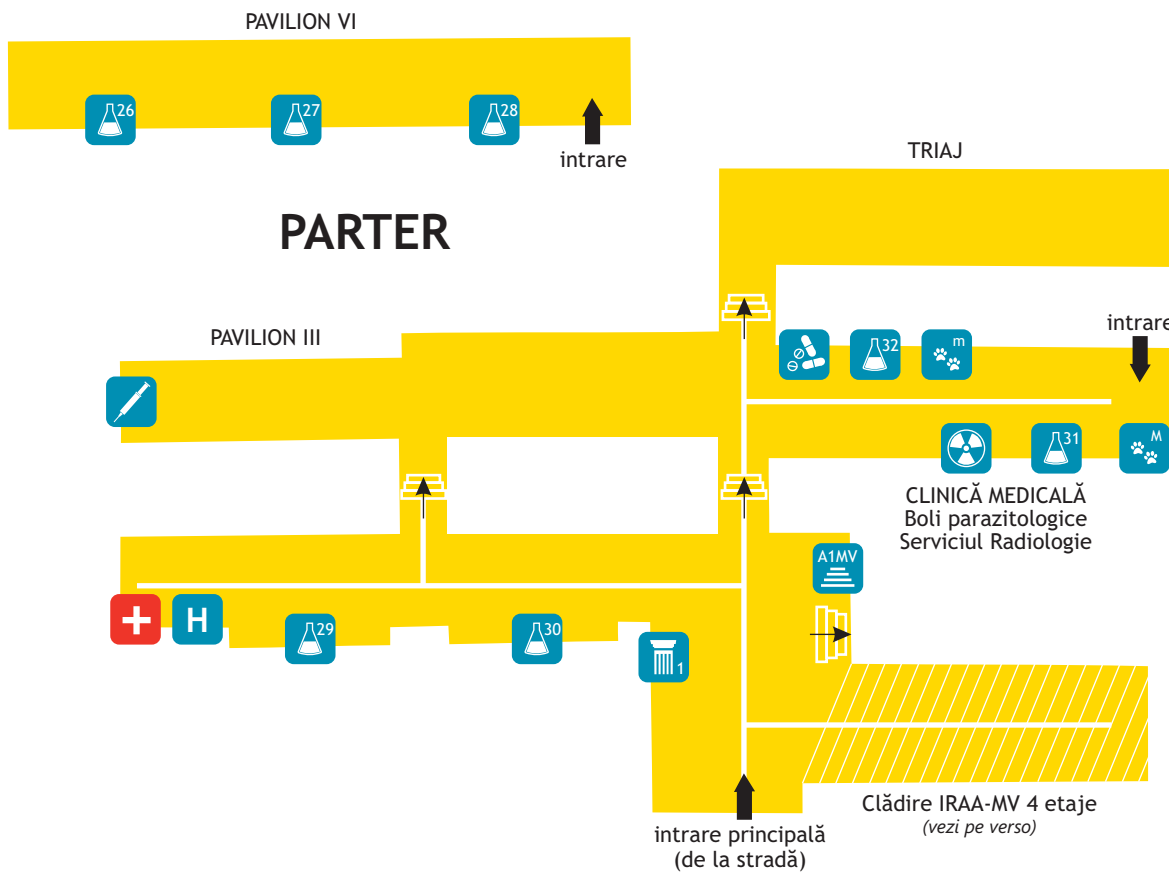 PAVILION VI
26
27
28
intrare
TRIAJ
PARTER
PAVILION III
intrare
32
m
31
M
CLINICĂ MEDICALĂ
Boli parazitologice
Serviciul Radiologie
A1MV
H
29
30
1
Clădire IRAA-MV 4 etaje
(vezi pe verso)
intrare principală
(de la stradă)